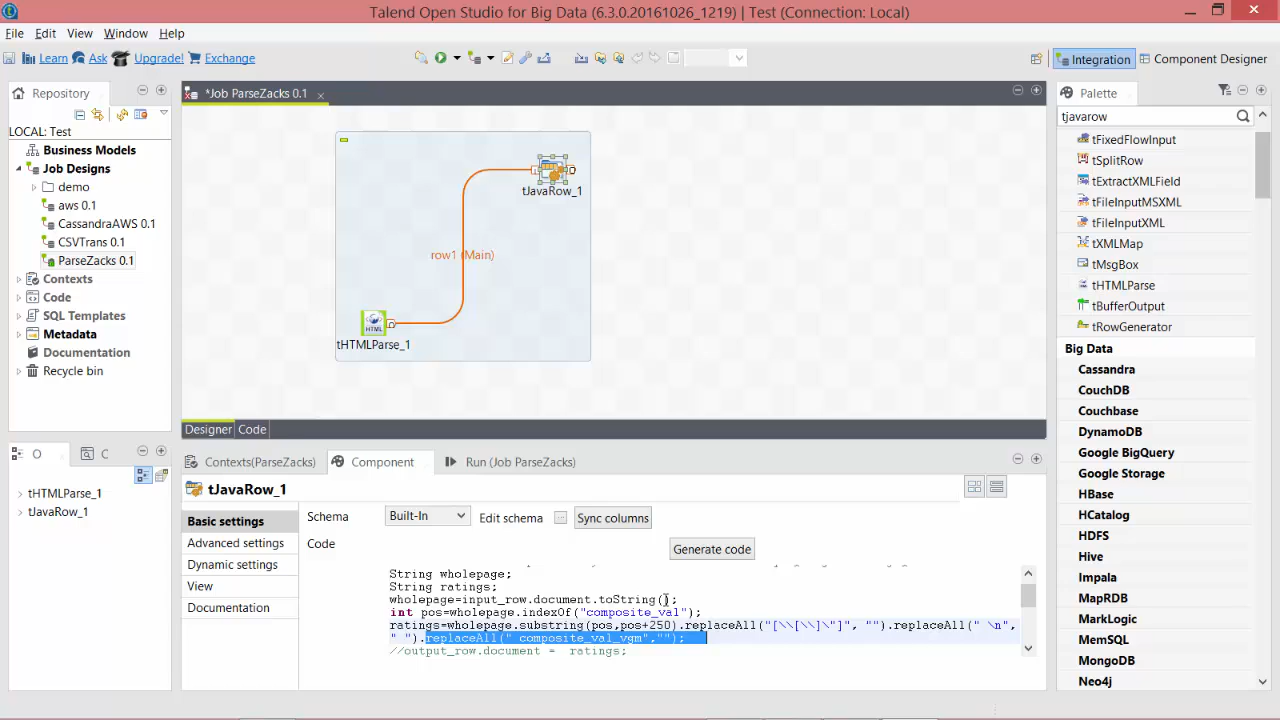 Talend Open Studio for Big Data (6.3.0.20161026_1219) | Test (Connection: Local)
File Edit View Window Help
Learn Ask Upgrade! Exchange
Integration Component Designer
Repository
LOCAL: Test
Business Models
Job Designs
demo
aws 0.1
CassandraAWS 0.1
CSVTrans 0.1
ParseZacks 0.1
Contexts
Code
SQL Templates
Metadata
Documentation
Recycle bin
*Job ParseZacks 0.1
tJavaRow_1
row1 (Main)
HTML
tHTMLParse_1
Designer Code
Palette
tjavarow
tFixedFlowInput
tSplitRow
tExtractXMLField
tFileInputMSXML
tFileInputXML
tXMLMap
tMsgBox
tHTMLParse
tBufferOutput
tRowGenerator
Big Data
Cassandra
CouchDB
Couchbase
DynamoDB
Google BigQuery
Google Storage
HBase
HCatalog
HDFS
Hive
Impala
MapRDB
MarkLogic
MemSQL
MongoDB
Neo4j
O C
tHTMLParse_1
tJavaRow_1
Contexts(ParseZacks) Component Run (Job ParseZacks)
tJavaRow_1
Basic settings
Advanced settings
Dynamic settings
View
Documentation
Schema Built-In Edit schema ... Sync columns
Code Generate code
String wholepage;
String ratings;
wholepage=input_row.document.toString();
int pos=wholepage.indexOf("composite_val");
ratings=wholepage.substring(pos,pos+250).replaceAll("[\\[\\]\"]", "").replaceAll(" \n",
" ").replaceAll(" composite_val_vgm","");
//output_row.document = ratings;